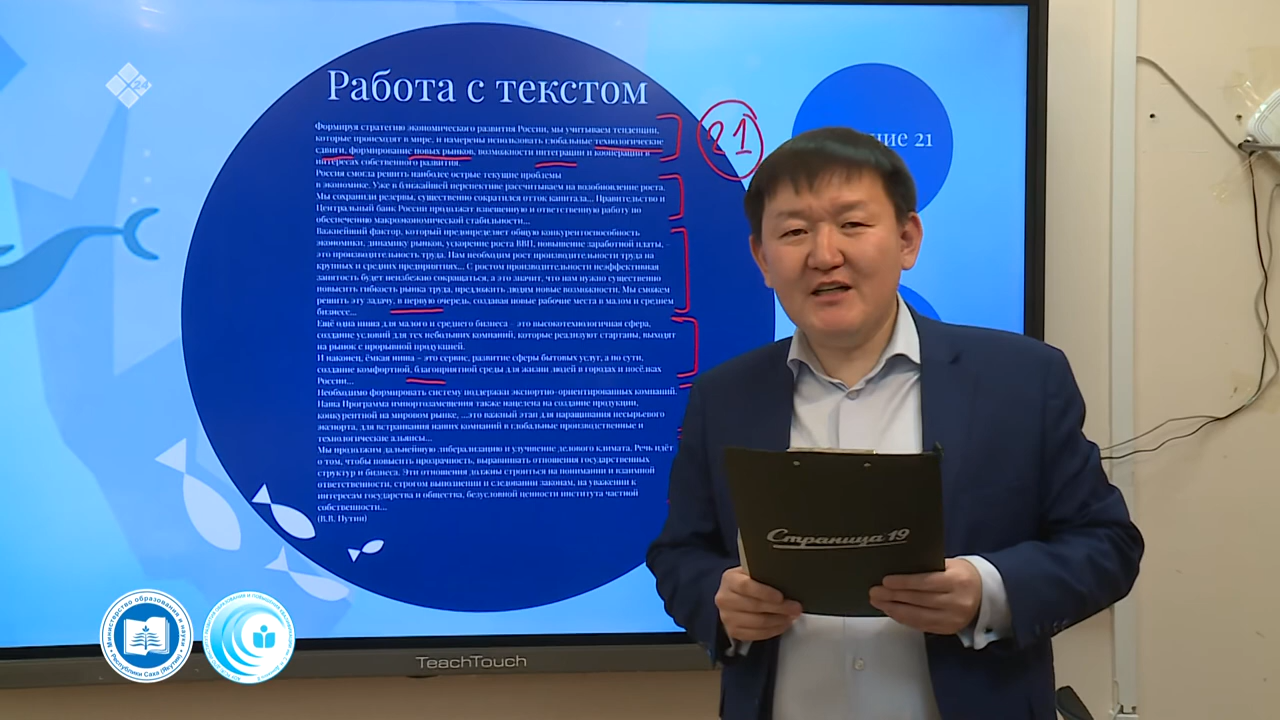 24
Работа с текстом
Формируя стратегию экономического развития России, мы учитываем тенденции,
которые происходят в мире, и намерены использовать глобальные технологические
сдвиги, формирование новых рынков, возможности интеграции и кооперации в
интересах собственного развития.
Россия смогла решить наиболее острые текущие проблемы
в экономике. Уже в ближайшей перспективе рассчитываем на возобновление роста.
Мы сохранили резервы, существенно сократился отток капитала... Правительство и
Центральный банк России продолжат взвешенную и ответственную работу по
обеспечению макроэкономической стабильности...
Важнейший фактор, который предопределяет общую конкурентоспособность
экономики, динамику рынков, ускорение роста ВВП, повышение заработной платы, –
это производительность труда. Нам необходим рост производительности труда на
крупных и средних предприятиях... С ростом производительности неэффективная
занятость будет неизбежно сокращаться, а это значит, что нам нужно существенно
повысить гибкость рынка труда, предложить людям новые возможности. Мы сможем
решить эту задачу, в первую очередь, создавая новые рабочие места в малом и среднем
бизнесе...
Ещё одна ниша для малого и среднего бизнеса – это высокотехнологичная сфера,
создание условий для тех небольших компаний, которые реализуют стартапы, выходят
на рынок с прорывной продукцией.
И наконец, ёмкая ниша – это сервис, развитие сферы бытовых услуг, а по сути,
создание комфортной, благоприятной среды для жизни людей в городах и посёлках
России...
Необходимо формировать систему поддержки экспортно-ориентированных компаний.
Наша Программа импортозамещения также нацелена на создание продукции,
конкурентной на мировом рынке, ...это важный этап для наращивания несырьевого
экспорта, для встраивания наших компаний в глобальные производственные и
технологические альянсы...
Мы продолжим дальнейшую либерализацию и улучшение делового климата. Речь идёт
о том, чтобы повысить прозрачность, выравнивать отношения государственных
структур и бизнеса. Эти отношения должны строиться на понимании и взаимной
ответственности, строгом выполнении и следовании законам, на уважении к
интересам государства и общества, безусловной ценности института частной
собственности...
(В.В. Путин)
21
ние 21
Страница 19
TeachTouch
Министерство образования и науки
Республики Саха (Якутия)